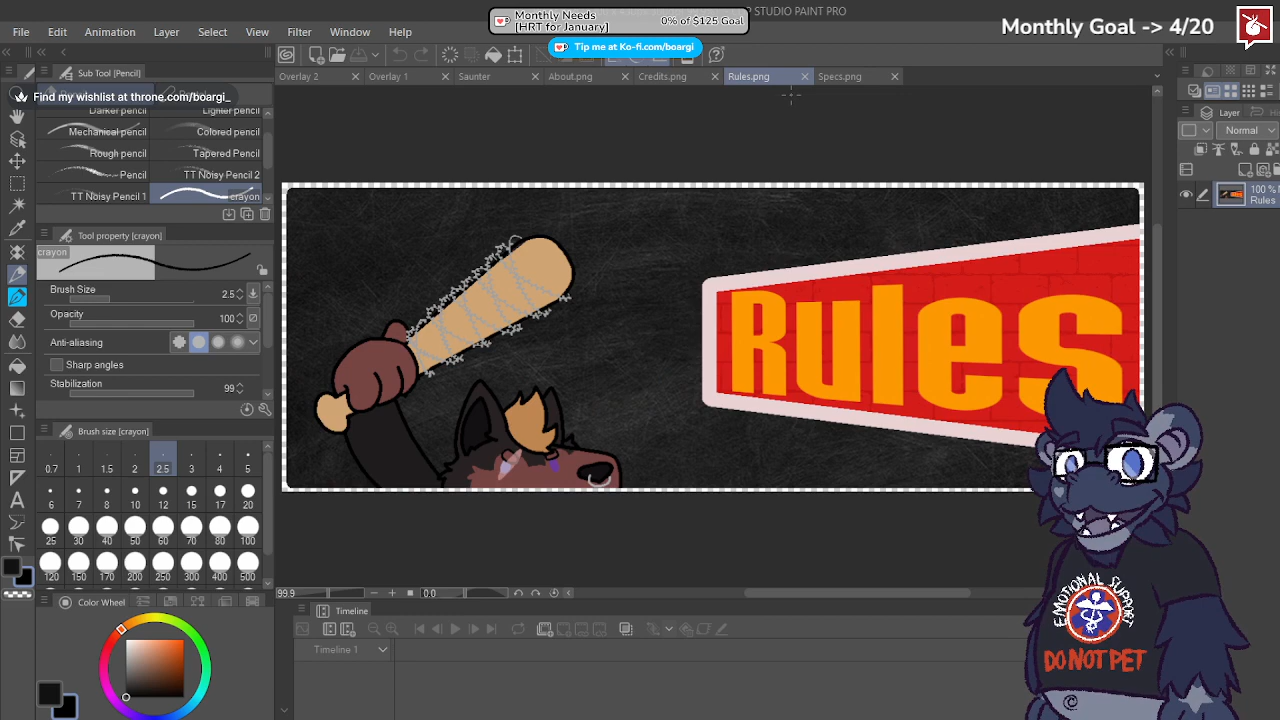 Monthly Needs
[HRT for January]
0% of $125 Goal
STUDIO PAINT PRO
Monthly Goal -> 4/20
File Edit Animation Layer Select View Filter Window Help
Tip me at Ko-fi.com/boargi
Sub Tool [Pencil]
Overlay 2 Overlay 1 Saunter About.png Credits.png Rules.png Specs.png
Find my wishlist at throne.com/boargi_
Darker pencil Lighter pencil
Mechanical pencil Colored pencil
Rough pencil Tapered Pencil
Pencil TT Noisy Pencil 2
TT Noisy Pencil 1 crayon
Tool property [crayon]
crayon
Brush Size 2.5
Opacity 100
Anti-aliasing
Sharp angles
Stabilization 99
Brush size [crayon]
0.7 1 1.5 2 2.5 3 4 5
6 7 8 10 12 15 17 20
25 30 40 50 60 70 80 100
120 150 170 200 250 300 400 500
Color Wheel
Layer
Normal
100 %
Rules
Rules
99.9 0.0
Timeline
Timeline 1
EMOTIONAL SUPPORT
DO NOT PET